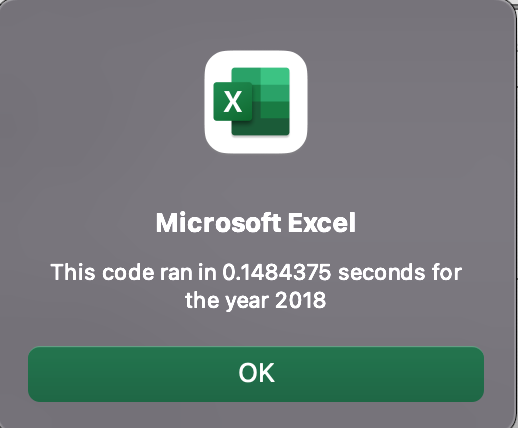 X
Microsoft Excel
This code ran in 0.1484375 seconds for
the year 2018
OK